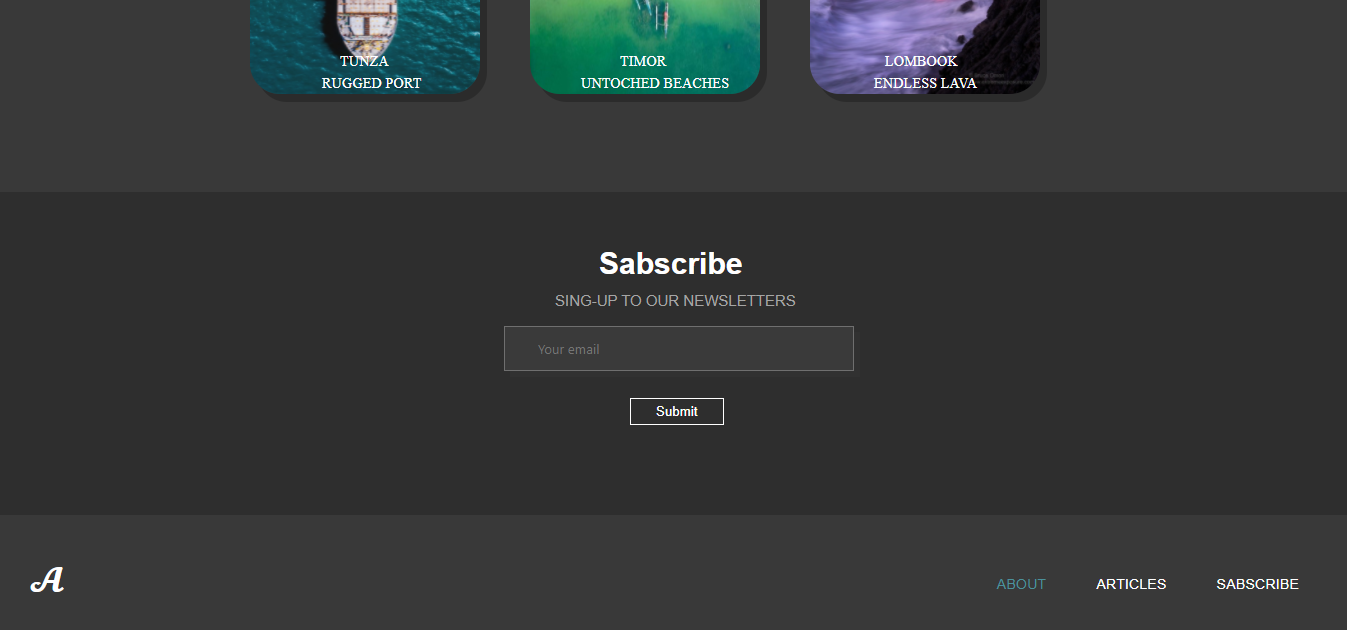 TUNZA
RUGGED PORT
TIMOR
UNTOCHED BEACHES
LOMBOOK
ENDLESS LAVA
Sabscribe
SING-UP TO OUR NEWSLETTERS
Your email
Submit
A
ABOUT ARTICLES SABSCRIBE